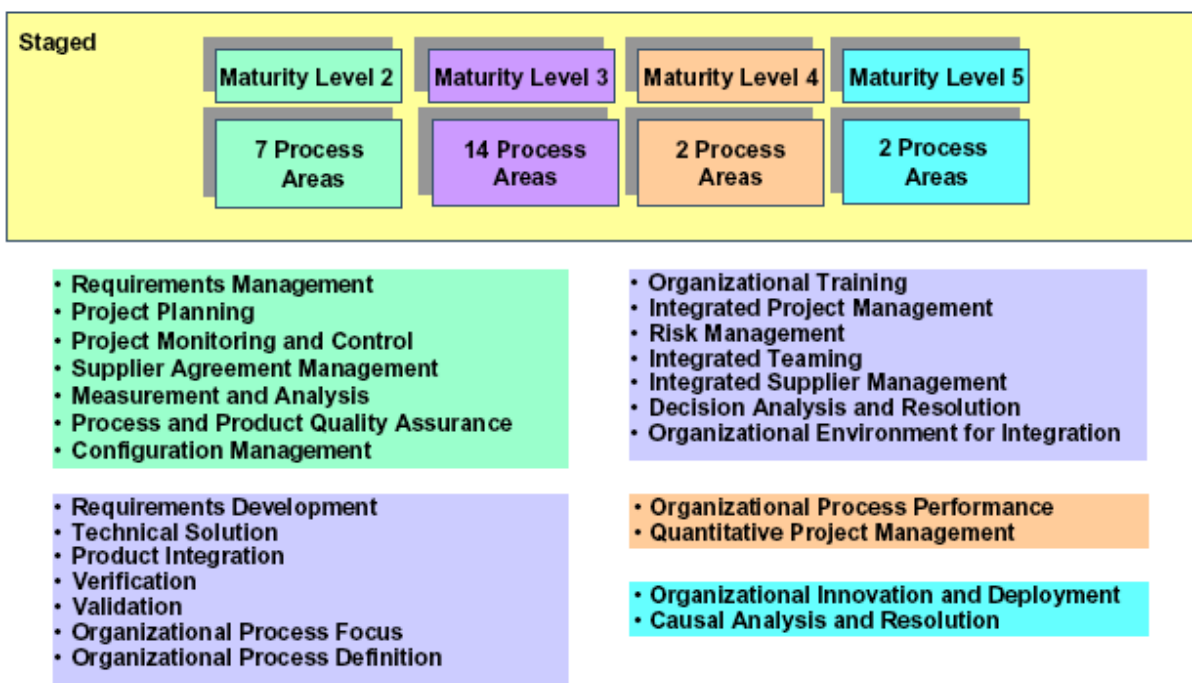 Staged
Maturity Level 2
Maturity Level 3
Maturity Level 4
Maturity Level 5
7 Process
Areas
14 Process
Areas
2 Process
Areas
2 Process
Areas
• Requirements Management
• Project Planning
• Project Monitoring and Control
• Supplier Agreement Management
• Measurement and Analysis
• Process and Product Quality Assurance
• Configuration Management
• Requirements Development
• Technical Solution
• Product Integration
• Verification
• Validation
• Organizational Process Focus
• Organizational Process Definition
• Organizational Training
• Integrated Project Management
• Risk Management
• Integrated Teaming
• Integrated Supplier Management
• Decision Analysis and Resolution
• Organizational Environment for Integration
• Organizational Process Performance
• Quantitative Project Management
• Organizational Innovation and Deployment
• Causal Analysis and Resolution